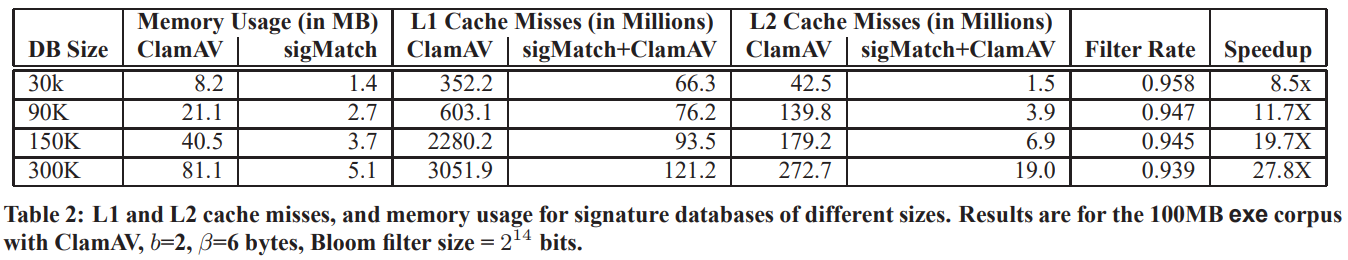 Memory Usage (in MB) L1 Cache Misses (in Millions) L2 Cache Misses (in Millions)
DB Size ClamAV sigMatch ClamAV sigMatch+ClamAV ClamAV sigMatch+ClamAV Filter Rate Speedup
30k 8.2 1.4 352.2 66.3 42.5 1.5 0.958 8.5x
90K 21.1 2.7 603.1 76.2 139.8 3.9 0.947 11.7X
150K 40.5 3.7 2280.2 93.5 179.2 6.9 0.945 19.7X
300K 81.1 5.1 3051.9 121.2 272.7 19.0 0.939 27.8X
Table 2: L1 and L2 cache misses, and memory usage for signature databases of different sizes. Results are for the 100MB exe corpus
with ClamAV, b=2, β=6 bytes, Bloom filter size = 2¹⁴ bits.